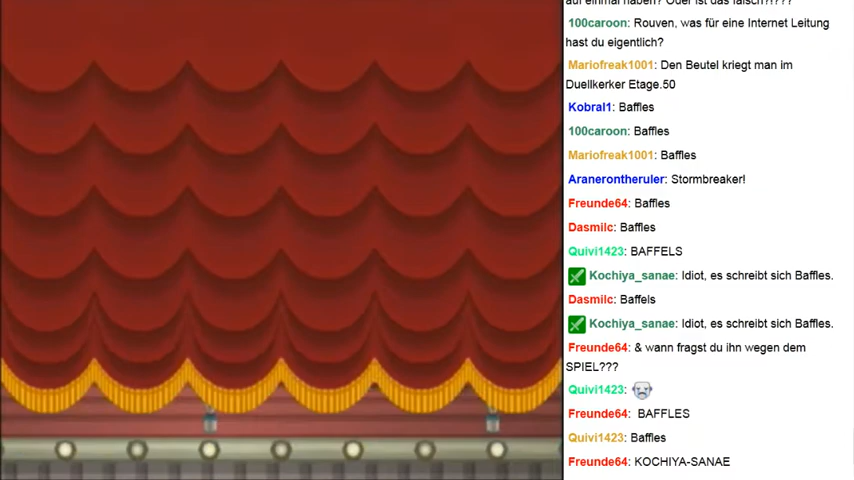 auf einmal haben? Oder ist das falsch?!????
100caroon: Rouven, was für eine Internet Leitung
hast du eigentlich?
Mariofreak1001: Den Beutel kriegt man im
Duellkerker Etage.50
Kobral1: Baffles
100caroon: Baffles
Mariofreak1001: Baffles
Aranerontheruler: Stormbreaker!
Freunde64: Baffles
Dasmilc: Baffles
Quivi1423: BAFFELS
Kochiya_sanae: Idiot, es schreibt sich Baffles.
Dasmilc: Baffels
Kochiya_sanae: Idiot, es schreibt sich Baffles.
Freunde64: & wann fragst du ihn wegen dem
SPIEL???
Quivi1423:
Freunde64: BAFFLES
Quivi1423: Baffles
Freunde64: KOCHIYA-SANAE